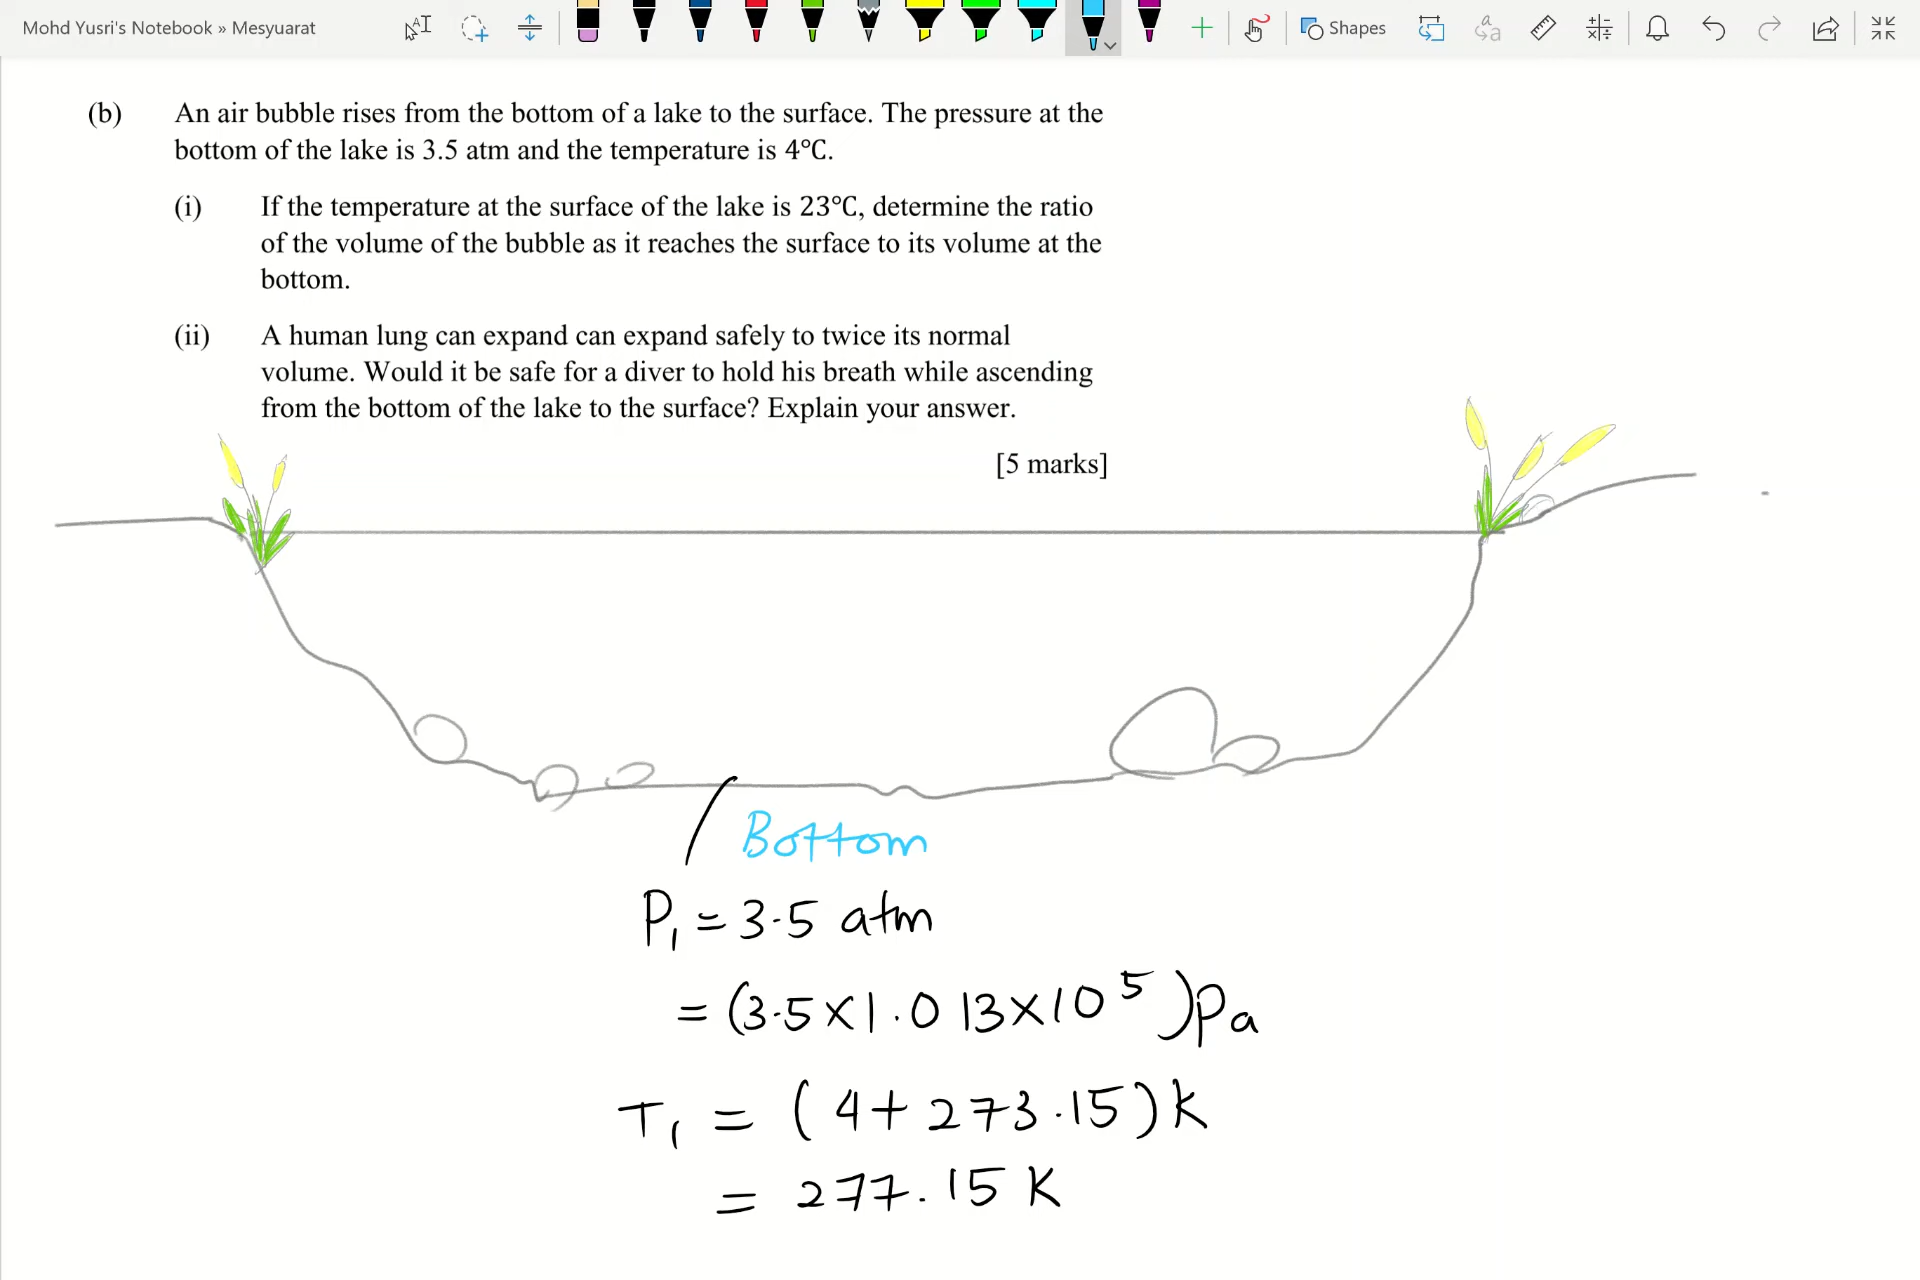 Mohd Yusri's Notebook » Mesyuarat
Shapes
(b) An air bubble rises from the bottom of a lake to the surface. The pressure at the
bottom of the lake is 3.5 atm and the temperature is 4°C.
(i) If the temperature at the surface of the lake is 23°C, determine the ratio
of the volume of the bubble as it reaches the surface to its volume at the
bottom.
(ii) A human lung can expand can expand safely to twice its normal
volume. Would it be safe for a diver to hold his breath while ascending
from the bottom of the lake to the surface? Explain your answer.
[5 marks]
Bottom
P₁ = 3.5 atm
= (3.5×1.013×10⁵)Pa
T₁ = (4+273.15)K
= 277.15 K